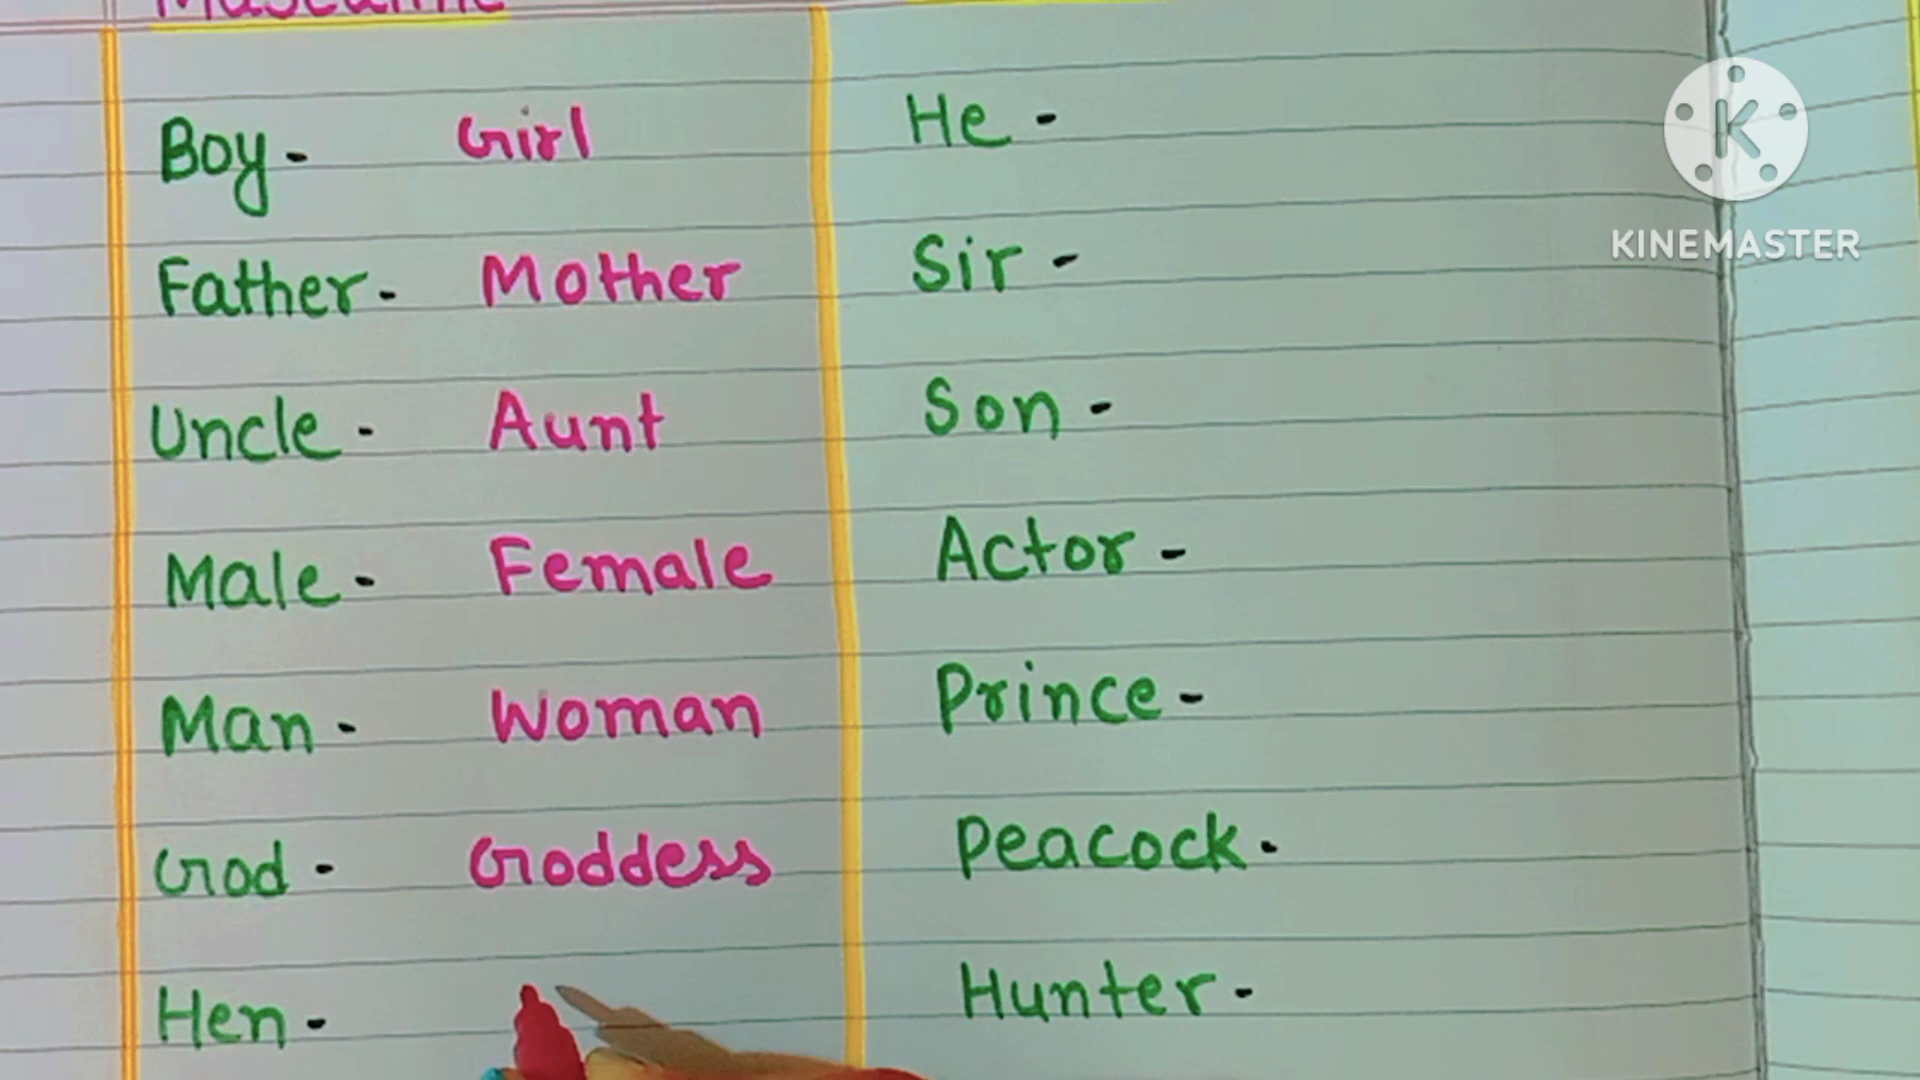 Masculine
Boy - Girl
Father - Mother
Uncle - Aunt
Male - Female
Man - Woman
God - Goddess
Hen -
He -
Sir -
Son -
Actor -
Prince -
Peacock -
Hunter -
KINEMASTER